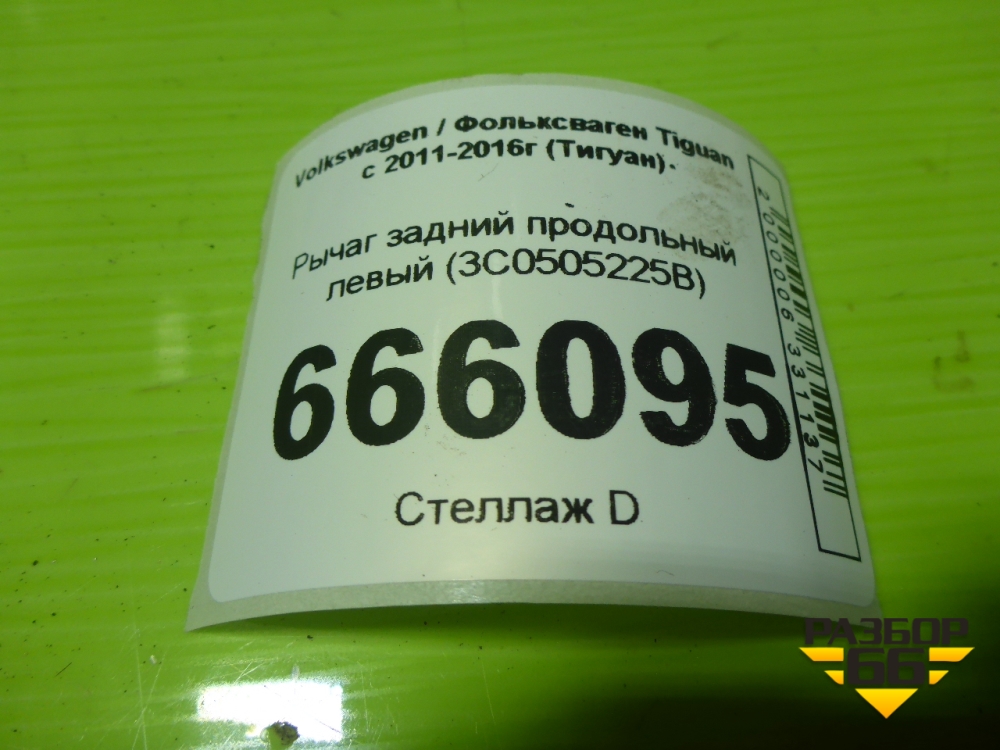 Volkswagen / Фольксваген Tiguan
с 2011-2016г (Тигуан).
Рычаг задний продольный
левый (3C0505225B)
666095
Стеллаж D
2000006331137
РАЗБОР
66